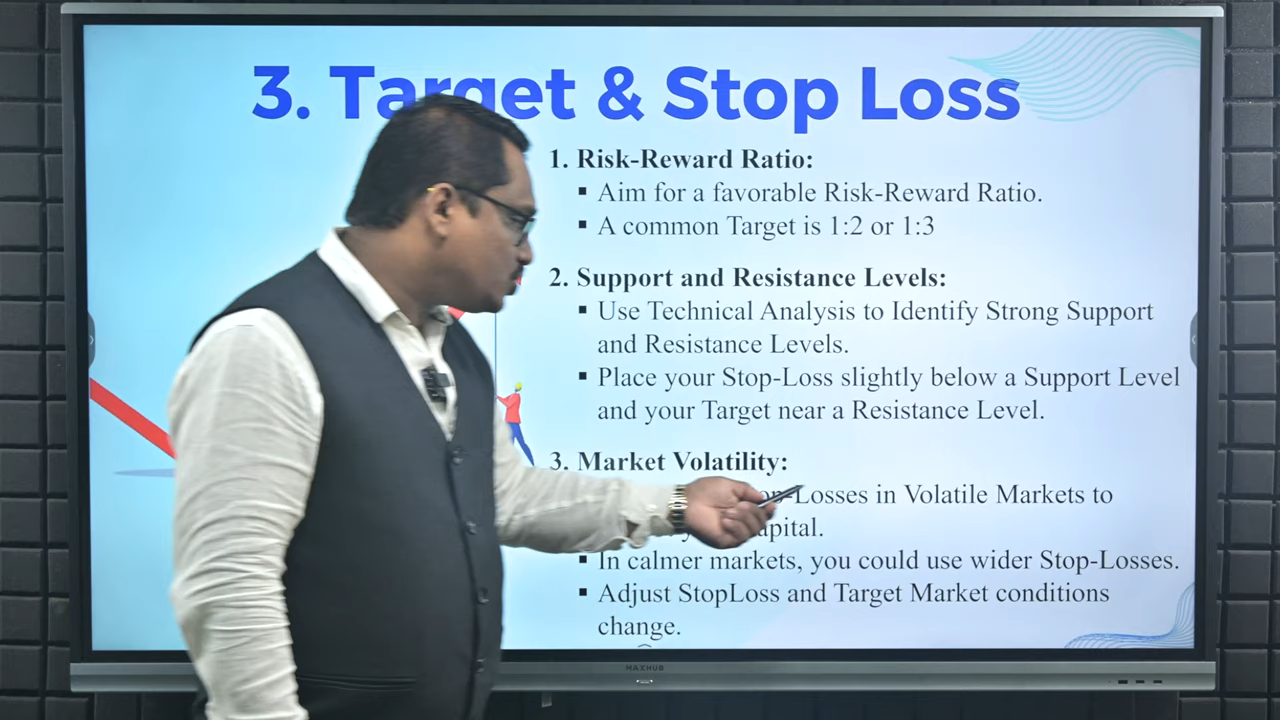 3. Target & Stop Loss
1. Risk-Reward Ratio:
▪ Aim for a favorable Risk-Reward Ratio.
▪ A common Target is 1:2 or 1:3
2. Support and Resistance Levels:
▪ Use Technical Analysis to Identify Strong Support
and Resistance Levels.
▪ Place your Stop-Loss slightly below a Support Level
and your Target near a Resistance Level.
3. Market Volatility:
-Losses in Volatile Markets to
▪ In calmer markets, you could use wider Stop-Losses.
▪ Adjust StopLoss and Target Market conditions
change.
MAXHUB